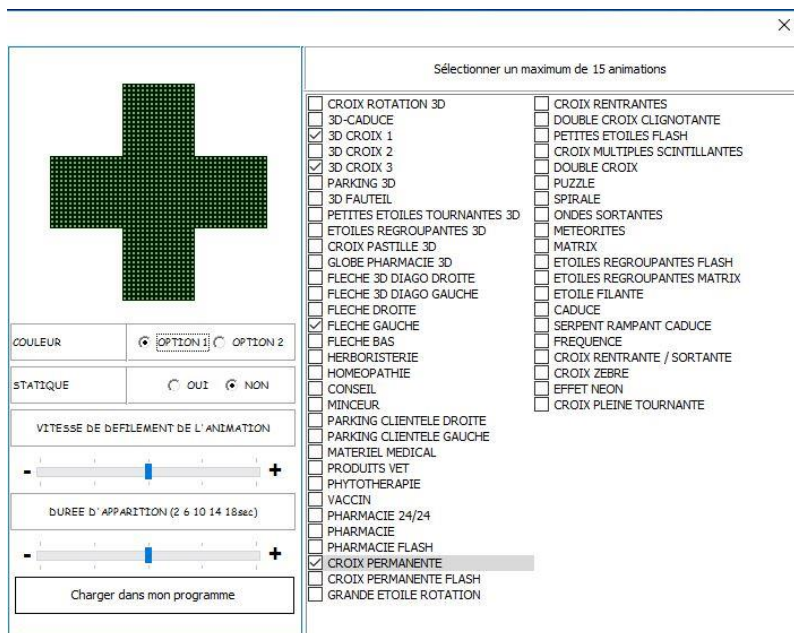 Sélectionner un maximum de 15 animations
COULEUR
OPTION 1
OPTION 2
STATIQUE
OUI
NON
VITESSE DE DEFILEMENT DE L'ANIMATION
- +
DUREE D'APPARITION (2 6 10 14 18sec)
- +
Charger dans mon programme
CROIX ROTATION 3D
3D-CADUCE
3D CROIX 1
3D CROIX 2
3D CROIX 3
PARKING 3D
3D FAUTEIL
PETITES ETOILES TOURNANTES 3D
ETOILES REGROUPANTES 3D
CROIX PASTILLE 3D
GLOBE PHARMACIE 3D
FLECHE 3D DIAGO DROITE
FLECHE 3D DIAGO GAUCHE
FLECHE DROITE
FLECHE GAUCHE
FLECHE BAS
HERBORISTERIE
HOMEOPATHIE
CONSEIL
MINCEUR
PARKING CLIENTELE DROITE
PARKING CLIENTELE GAUCHE
MATERIEL MEDICAL
PRODUITS VET
PHYTOTHERAPIE
VACCIN
PHARMACIE 24/24
PHARMACIE
PHARMACIE FLASH
CROIX PERMANENTE
CROIX PERMANENTE FLASH
GRANDE ETOILE ROTATION
CROIX RENTRANTES
DOUBLE CROIX CLIGNOTANTE
PETITES ETOILES FLASH
CROIX MULTIPLES SCINTILLANTES
DOUBLE CROIX
PUZZLE
SPIRALE
ONDES SORTANTES
METEORITES
MATRIX
ETOILES REGROUPANTES FLASH
ETOILES REGROUPANTES MATRIX
ETOILE FILANTE
CADUCE
SERPENT RAMPANT CADUCE
FREQUENCE
CROIX RENTRANTE / SORTANTE
CROIX ZEBRE
EFFET NEON
CROIX PLEINE TOURNANTE